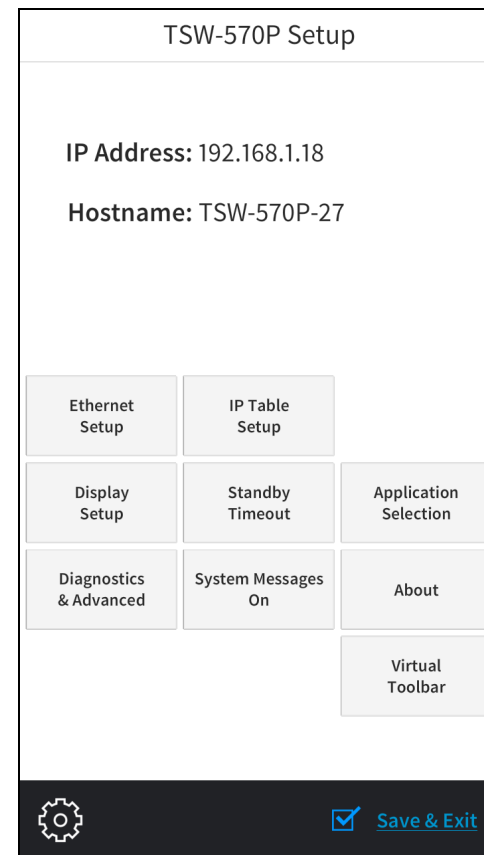 TSW-570P Setup
IP Address: 192.168.1.18
Hostname: TSW-570P-27
Ethernet
Setup
IP Table
Setup
Display
Setup
Standby
Timeout
Application
Selection
Diagnostics
& Advanced
System Messages
On
About
Virtual
Toolbar
Save & Exit